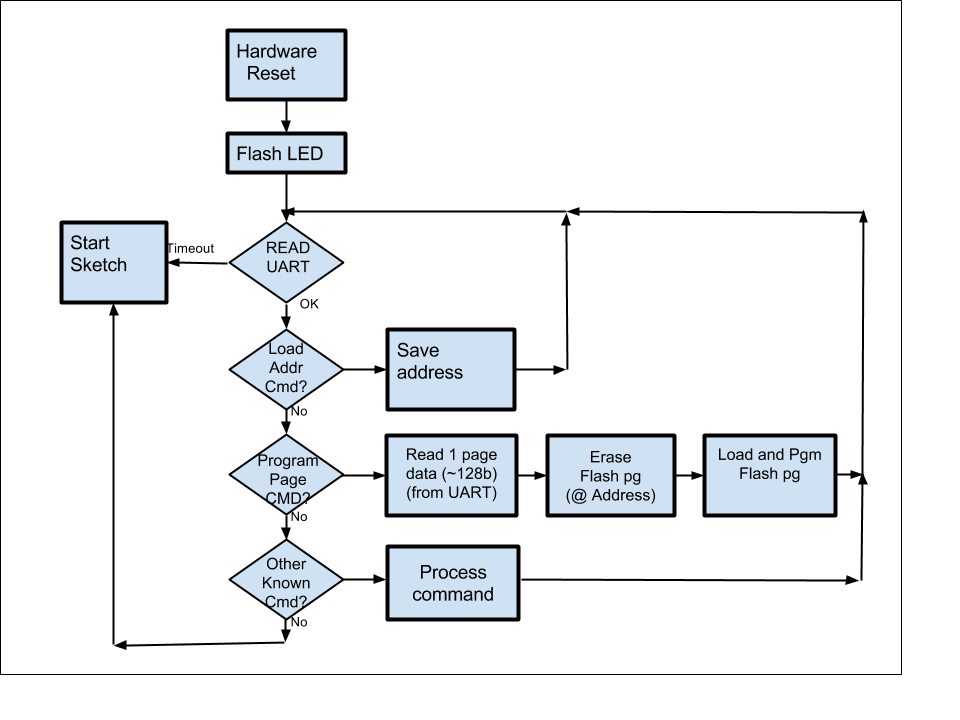 Hardware
Reset
Flash LED
Start
Sketch
Timeout
READ
UART
OK
Load
Addr
Cmd?
Save
address
No
Program
Page
CMD?
Read 1 page
data (~128b)
(from UART)
Erase
Flash pg
(@ Address)
Load and Pgm
Flash pg
No
Other
Known
Cmd?
Process
command
No